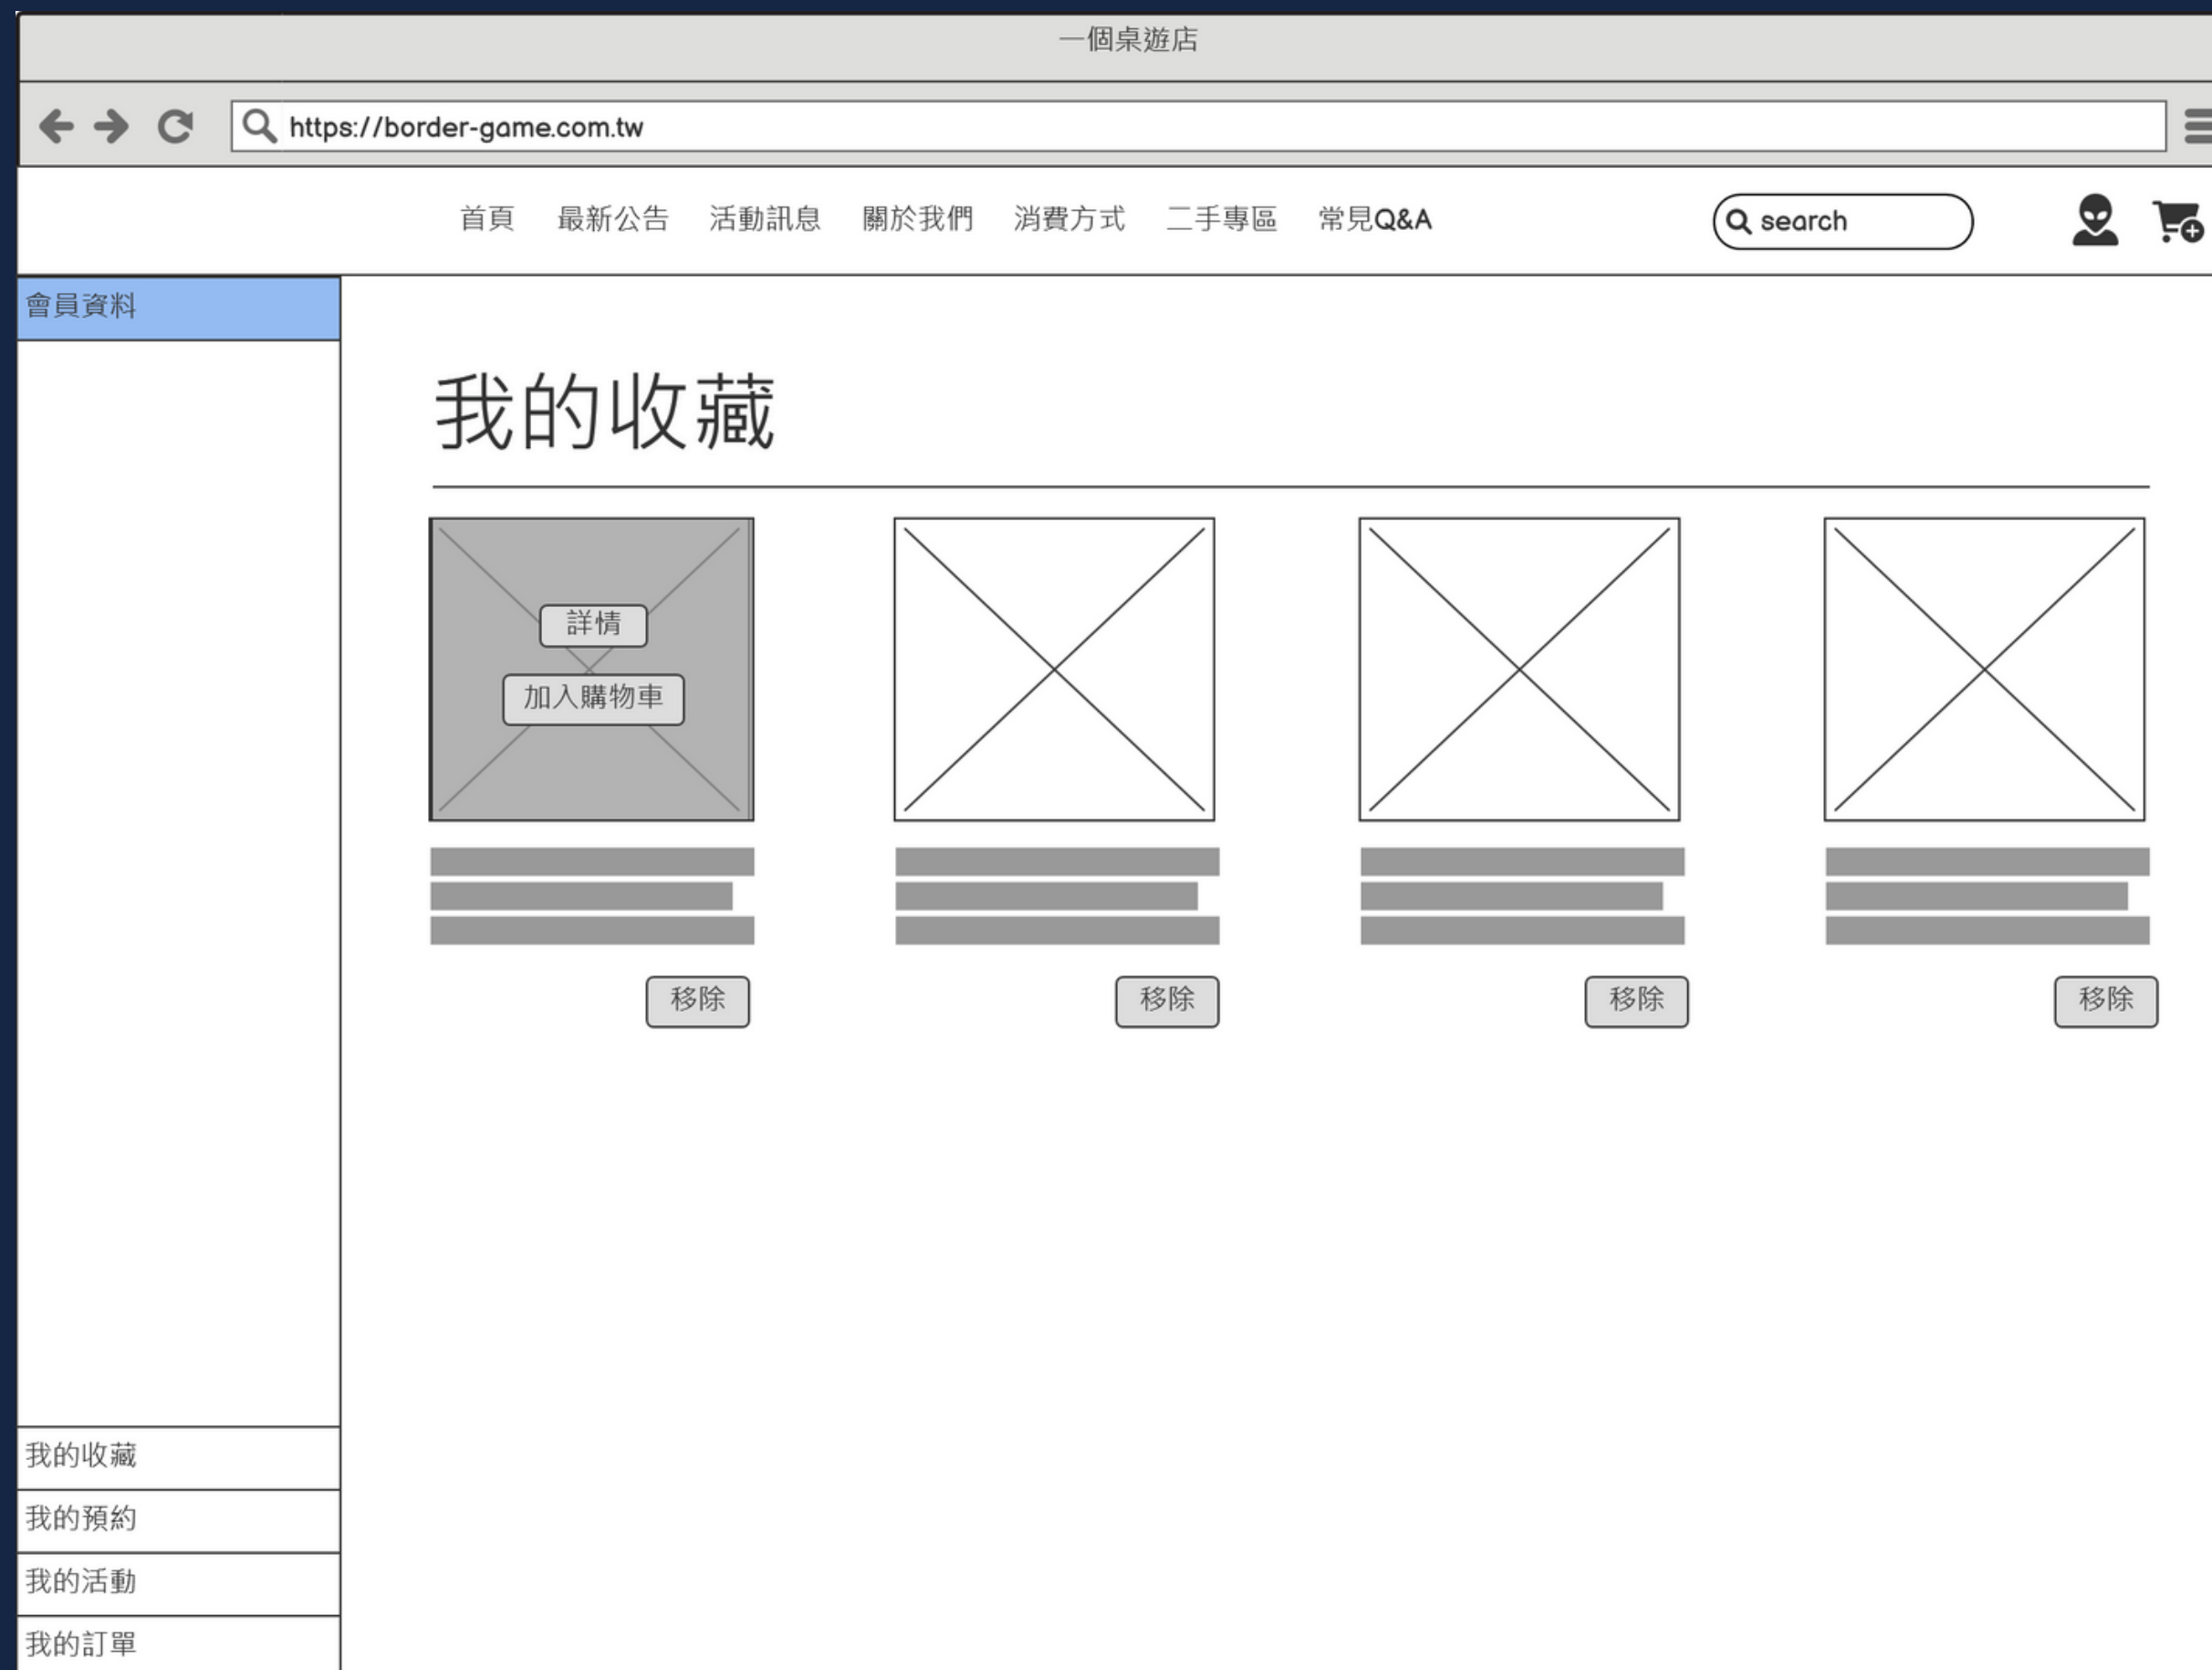 一個桌遊店
https://border-game.com.tw
首頁 最新公告 活動訊息 關於我們 消費方式 二手專區 常見Q&A search
會員資料
我的收藏
詳情
加入購物車
移除 移除 移除 移除
我的收藏
我的預約
我的活動
我的訂單